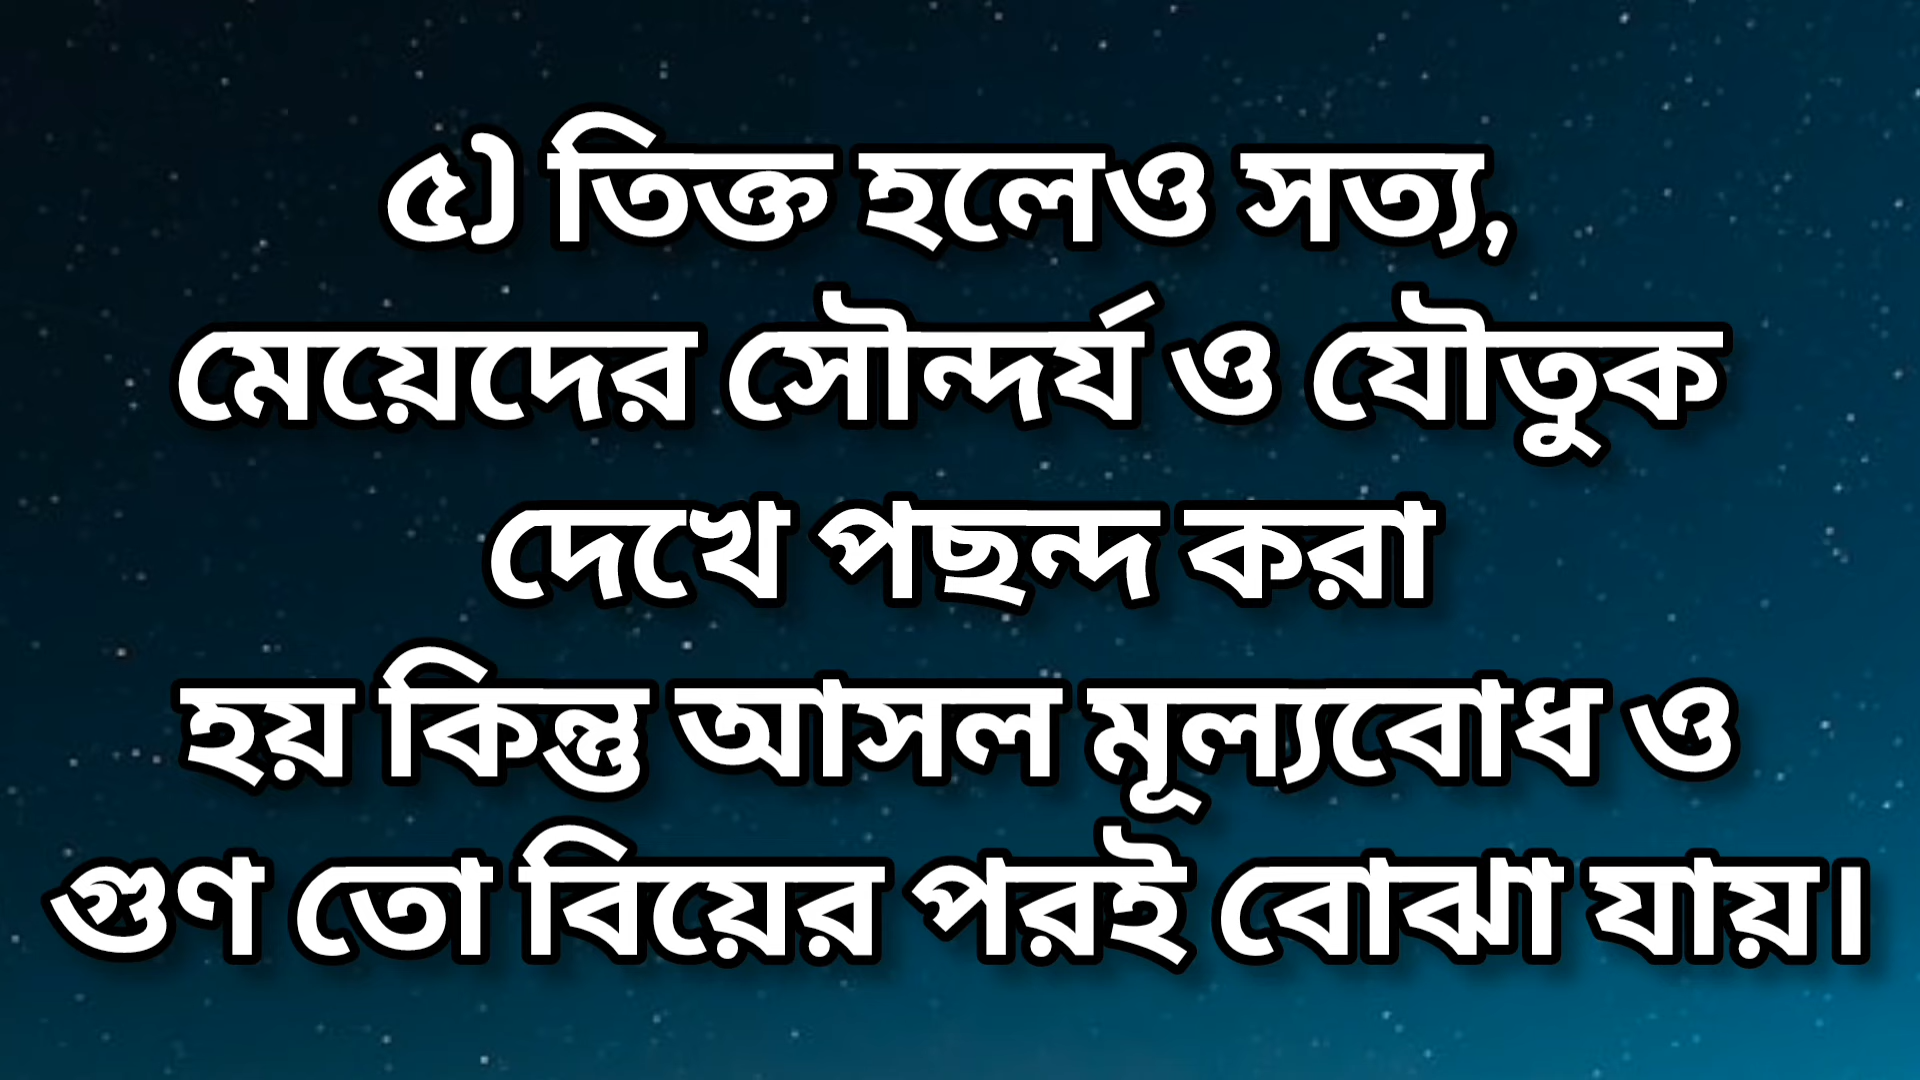 ৫) তিক্ত হলেও সত্য,
মেয়েদের সৌন্দর্য ও যৌতুক
দেখে পছন্দ করা
হয় কিন্তু আসল মূল্যবোধ ও
গুণ তো বিয়ের পরই বোঝা যায়।